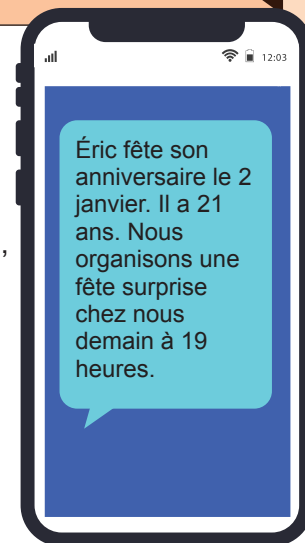 12:03
Éric fête son
anniversaire le 2
janvier. Il a 21
ans. Nous
organisons une
fête surprise
chez nous
demain à 19
heures.
,